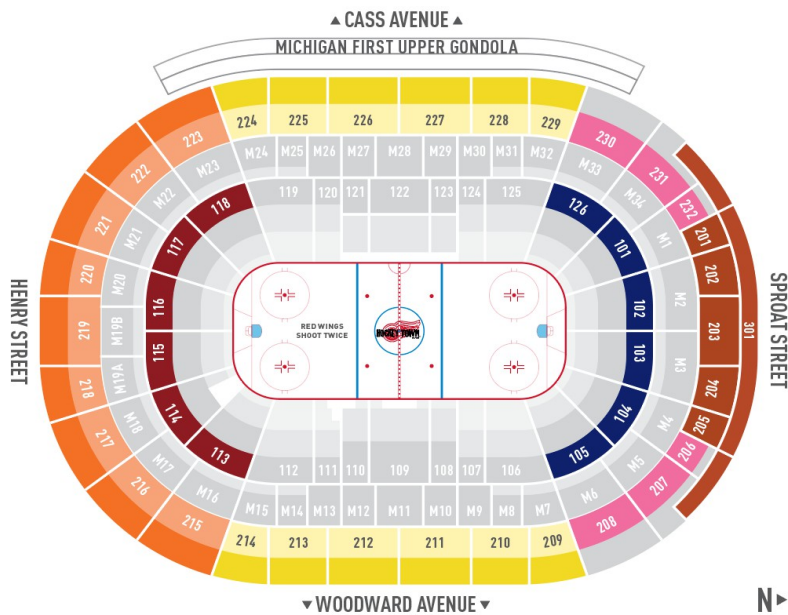 ▲ CASS AVENUE ▲
MICHIGAN FIRST UPPER GONDOLA
224 225 226 227 228 229
223 230
222 231
221 232
220 201
219 202
218 203
217 204
216 205
215 206
207
208
301
M24 M25 M26 M27 M28 M29 M30 M31 M32
M23 M33
M22 M34
M21 M1
M20 M2
M19B M3
M19A M4
M18 M5
M17 M6
M16
119 120 121 122 123 124 125
118 126
117 101
116 102
115 103
114 104
113 105
HENRY STREET
SPROAT STREET
RED WINGS
SHOOT TWICE
HOCKEYTOWN
112 111 110 109 108 107 106
M15 M14 M13 M12 M11 M10 M9 M8 M7
214 213 212 211 210 209
▼ WOODWARD AVENUE ▼
N ►